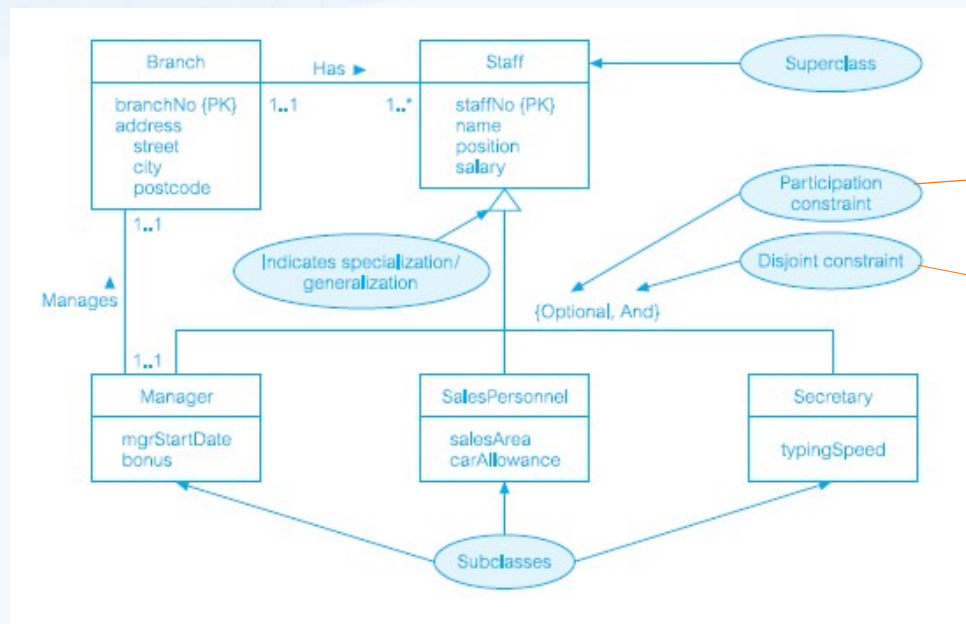 Branch
Has ►
Staff
Superclass
branchNo {PK}
address
street
city
postcode
1..1
1..*
staffNo {PK}
name
position
salary
Participation
constraint
1..1
Indicates specialization/
generalization
Disjoint constraint
▲
Manages
{Optional, And}
1..1
Manager
SalesPersonnel
Secretary
mgrStartDate
bonus
salesArea
carAllowance
typingSpeed
Subclasses